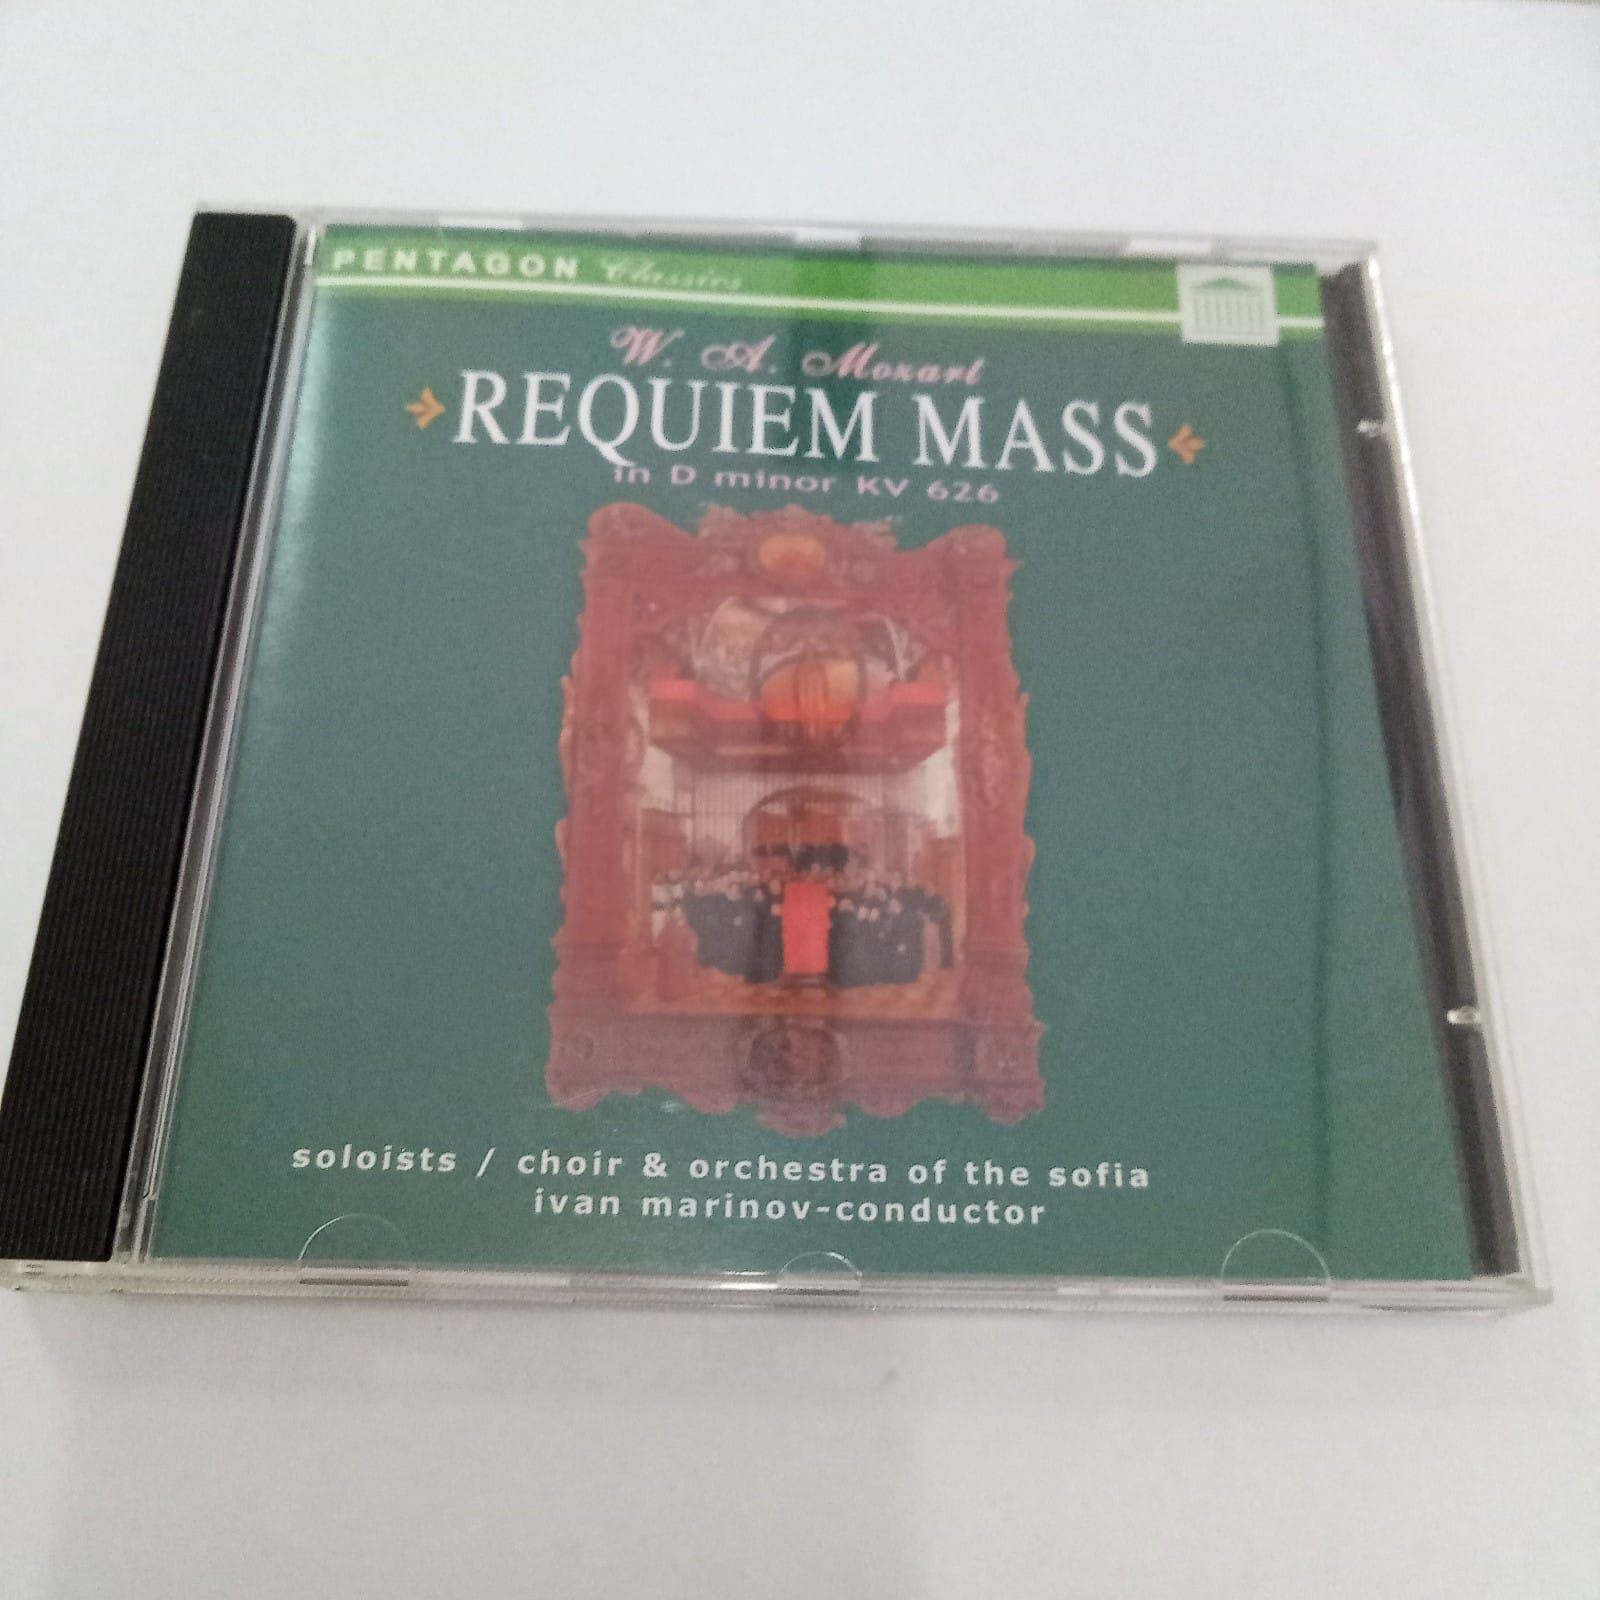 PENTAGON Classics
W. A. Mozart
REQUIEM MASS
in D minor KV 626
soloists / choir & orchestra of the sofia
ivan marinov-conductor